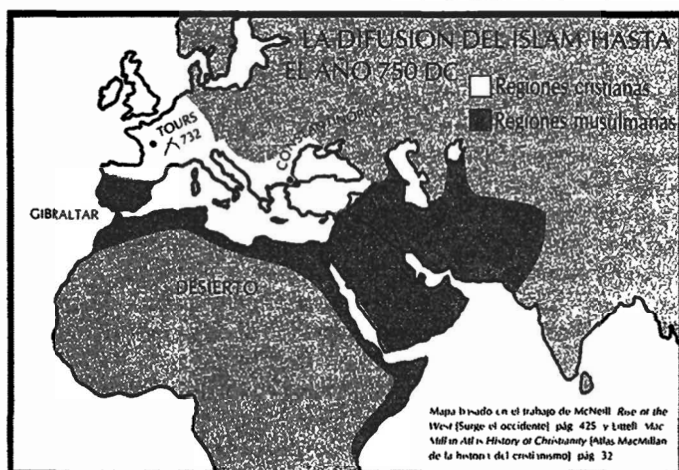 LA DIFUSION DEL ISLAM HASTA
EL AÑO 750 DC
Regiones cristianas
Regiones musulmanas
CONSTANTINOPLA
TOURS
732
GIBRALTAR
DESIERTO
Mapa basado en el trabajo de McNeill Rise of the
West [Surge el occidente] pág 425 y Littell Mac
Millan Atlas History of Christianity [Atlas MacMillan
de la historia del cristianismo] pág 32